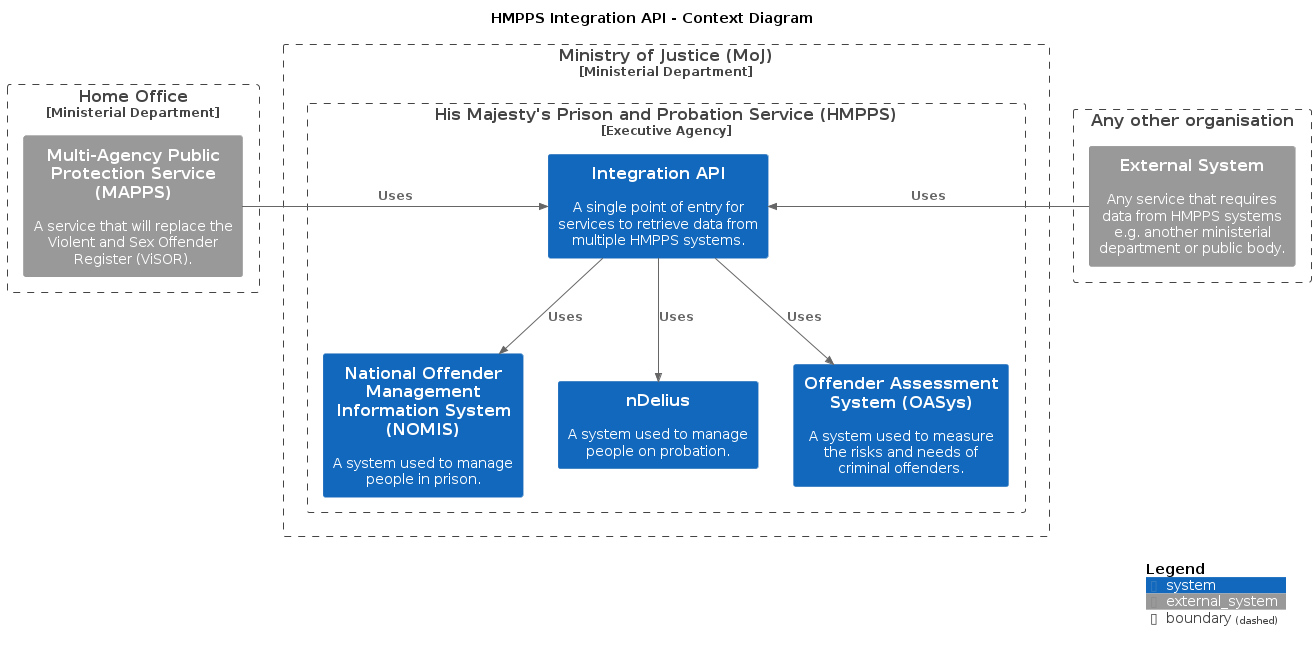 HMPPS Integration API - Context Diagram
Ministry of Justice (MoJ)
[Ministerial Department]
Home Office
[Ministerial Department]
Multi-Agency Public
Protection Service
(MAPPS)
A service that will replace the
Violent and Sex Offender
Register (ViSOR).
Uses
His Majesty's Prison and Probation Service (HMPPS)
[Executive Agency]
Integration API
A single point of entry for
services to retrieve data from
multiple HMPPS systems.
Uses
Any other organisation
External System
Any service that requires
data from HMPPS systems
e.g. another ministerial
department or public body.
Uses
Uses
Uses
National Offender
Management
Information System
(NOMIS)
A system used to manage
people in prison.
nDelius
A system used to manage
people on probation.
Offender Assessment
System (OASys)
A system used to measure
the risks and needs of
criminal offenders.
Legend
system
external_system
boundary (dashed)